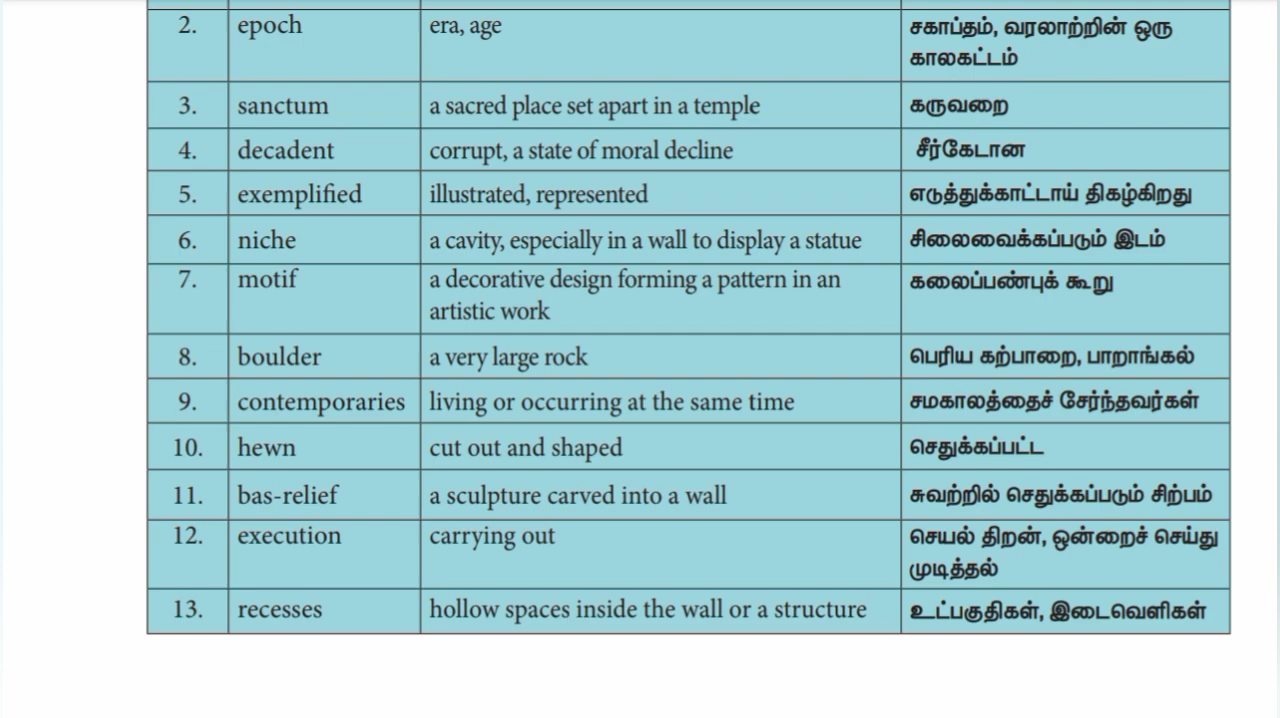 2. epoch era, age சகாப்தம், வரலாற்றின் ஒரு
காலகட்டம்
3. sanctum a sacred place set apart in a temple கருவறை
4. decadent corrupt, a state of moral decline சீர்கேடான
5. exemplified illustrated, represented எடுத்துக்காட்டாய் திகழ்கிறது
6. niche a cavity, especially in a wall to display a statue சிலைவைக்கப்படும் இடம்
7. motif a decorative design forming a pattern in an கலைப்பண்புக் கூறு
artistic work
8. boulder a very large rock பெரிய கற்பாறை, பாறாங்கல்
9. contemporaries living or occurring at the same time சமகாலத்தைச் சேர்ந்தவர்கள்
10. hewn cut out and shaped செதுக்கப்பட்ட
11. bas-relief a sculpture carved into a wall சுவற்றில் செதுக்கப்படும் சிற்பம்
12. execution carrying out செயல் திறன், ஒன்றைச் செய்து
முடித்தல்
13. recesses hollow spaces inside the wall or a structure உட்பகுதிகள், இடைவெளிகள்